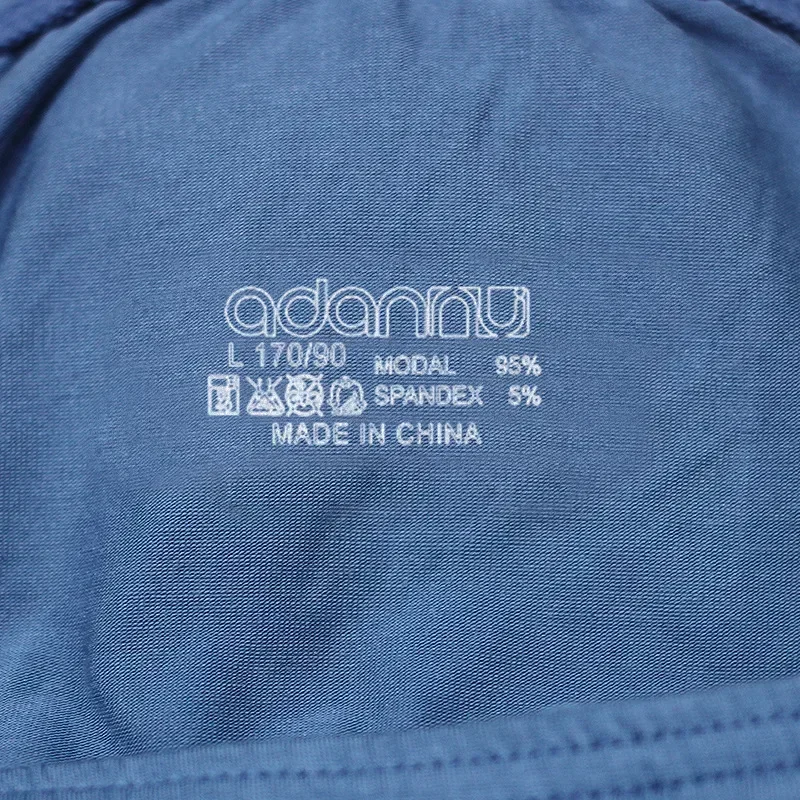 adannu
L 170/90
MODAL 95%
SPANDEX 5%
MADE IN CHINA